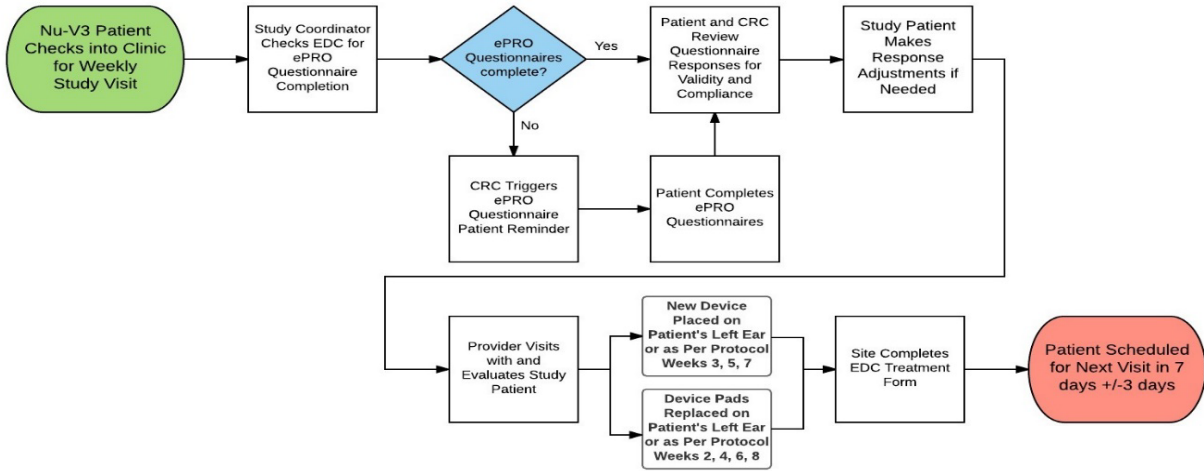 Nu-V3 Patient
Checks into Clinic
for Weekly
Study Visit
Study Coordinator
Checks EDC for
ePRO
Questionnaire
Completion
ePRO
Questionnaires
complete?
Yes
No
Patient and CRC
Review
Questionnaire
Responses for
Validity and
Compliance
Study Patient
Makes
Response
Adjustments if
Needed
CRC Triggers
ePRO
Questionnaire
Patient Reminder
Patient Completes
ePRO
Questionnaires
Provider Visits
with and
Evaluates Study
Patient
New Device
Placed on
Patient's Left Ear
or as Per Protocol
Weeks 3, 5, 7
Device Pads
Replaced on
Patient's Left Ear
or as Per Protocol
Weeks 2, 4, 6, 8
Site Completes
EDC Treatment
Form
Patient Scheduled
for Next Visit in 7
days +/-3 days